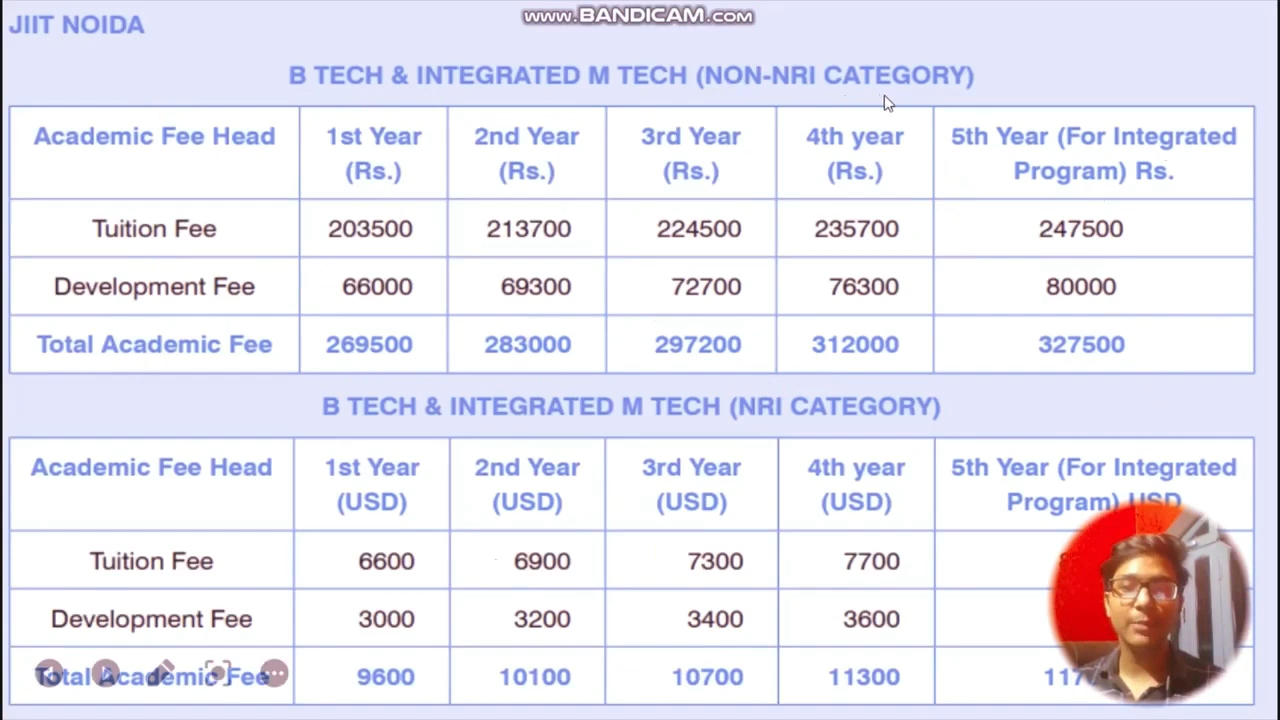 www.BANDICAM.com
JIIT NOIDA
B TECH & INTEGRATED M TECH (NON-NRI CATEGORY)
Academic Fee Head 1st Year (Rs.) 2nd Year (Rs.) 3rd Year (Rs.) 4th year (Rs.) 5th Year (For Integrated Program) Rs.
Tuition Fee 203500 213700 224500 235700 247500
Development Fee 66000 69300 72700 76300 80000
Total Academic Fee 269500 283000 297200 312000 327500
B TECH & INTEGRATED M TECH (NRI CATEGORY)
Academic Fee Head 1st Year (USD) 2nd Year (USD) 3rd Year (USD) 4th year (USD) 5th Year (For Integrated Program) USD
Tuition Fee 6600 6900 7300 7700
Development Fee 3000 3200 3400 3600
Total Academic Fee 9600 10100 10700 11300